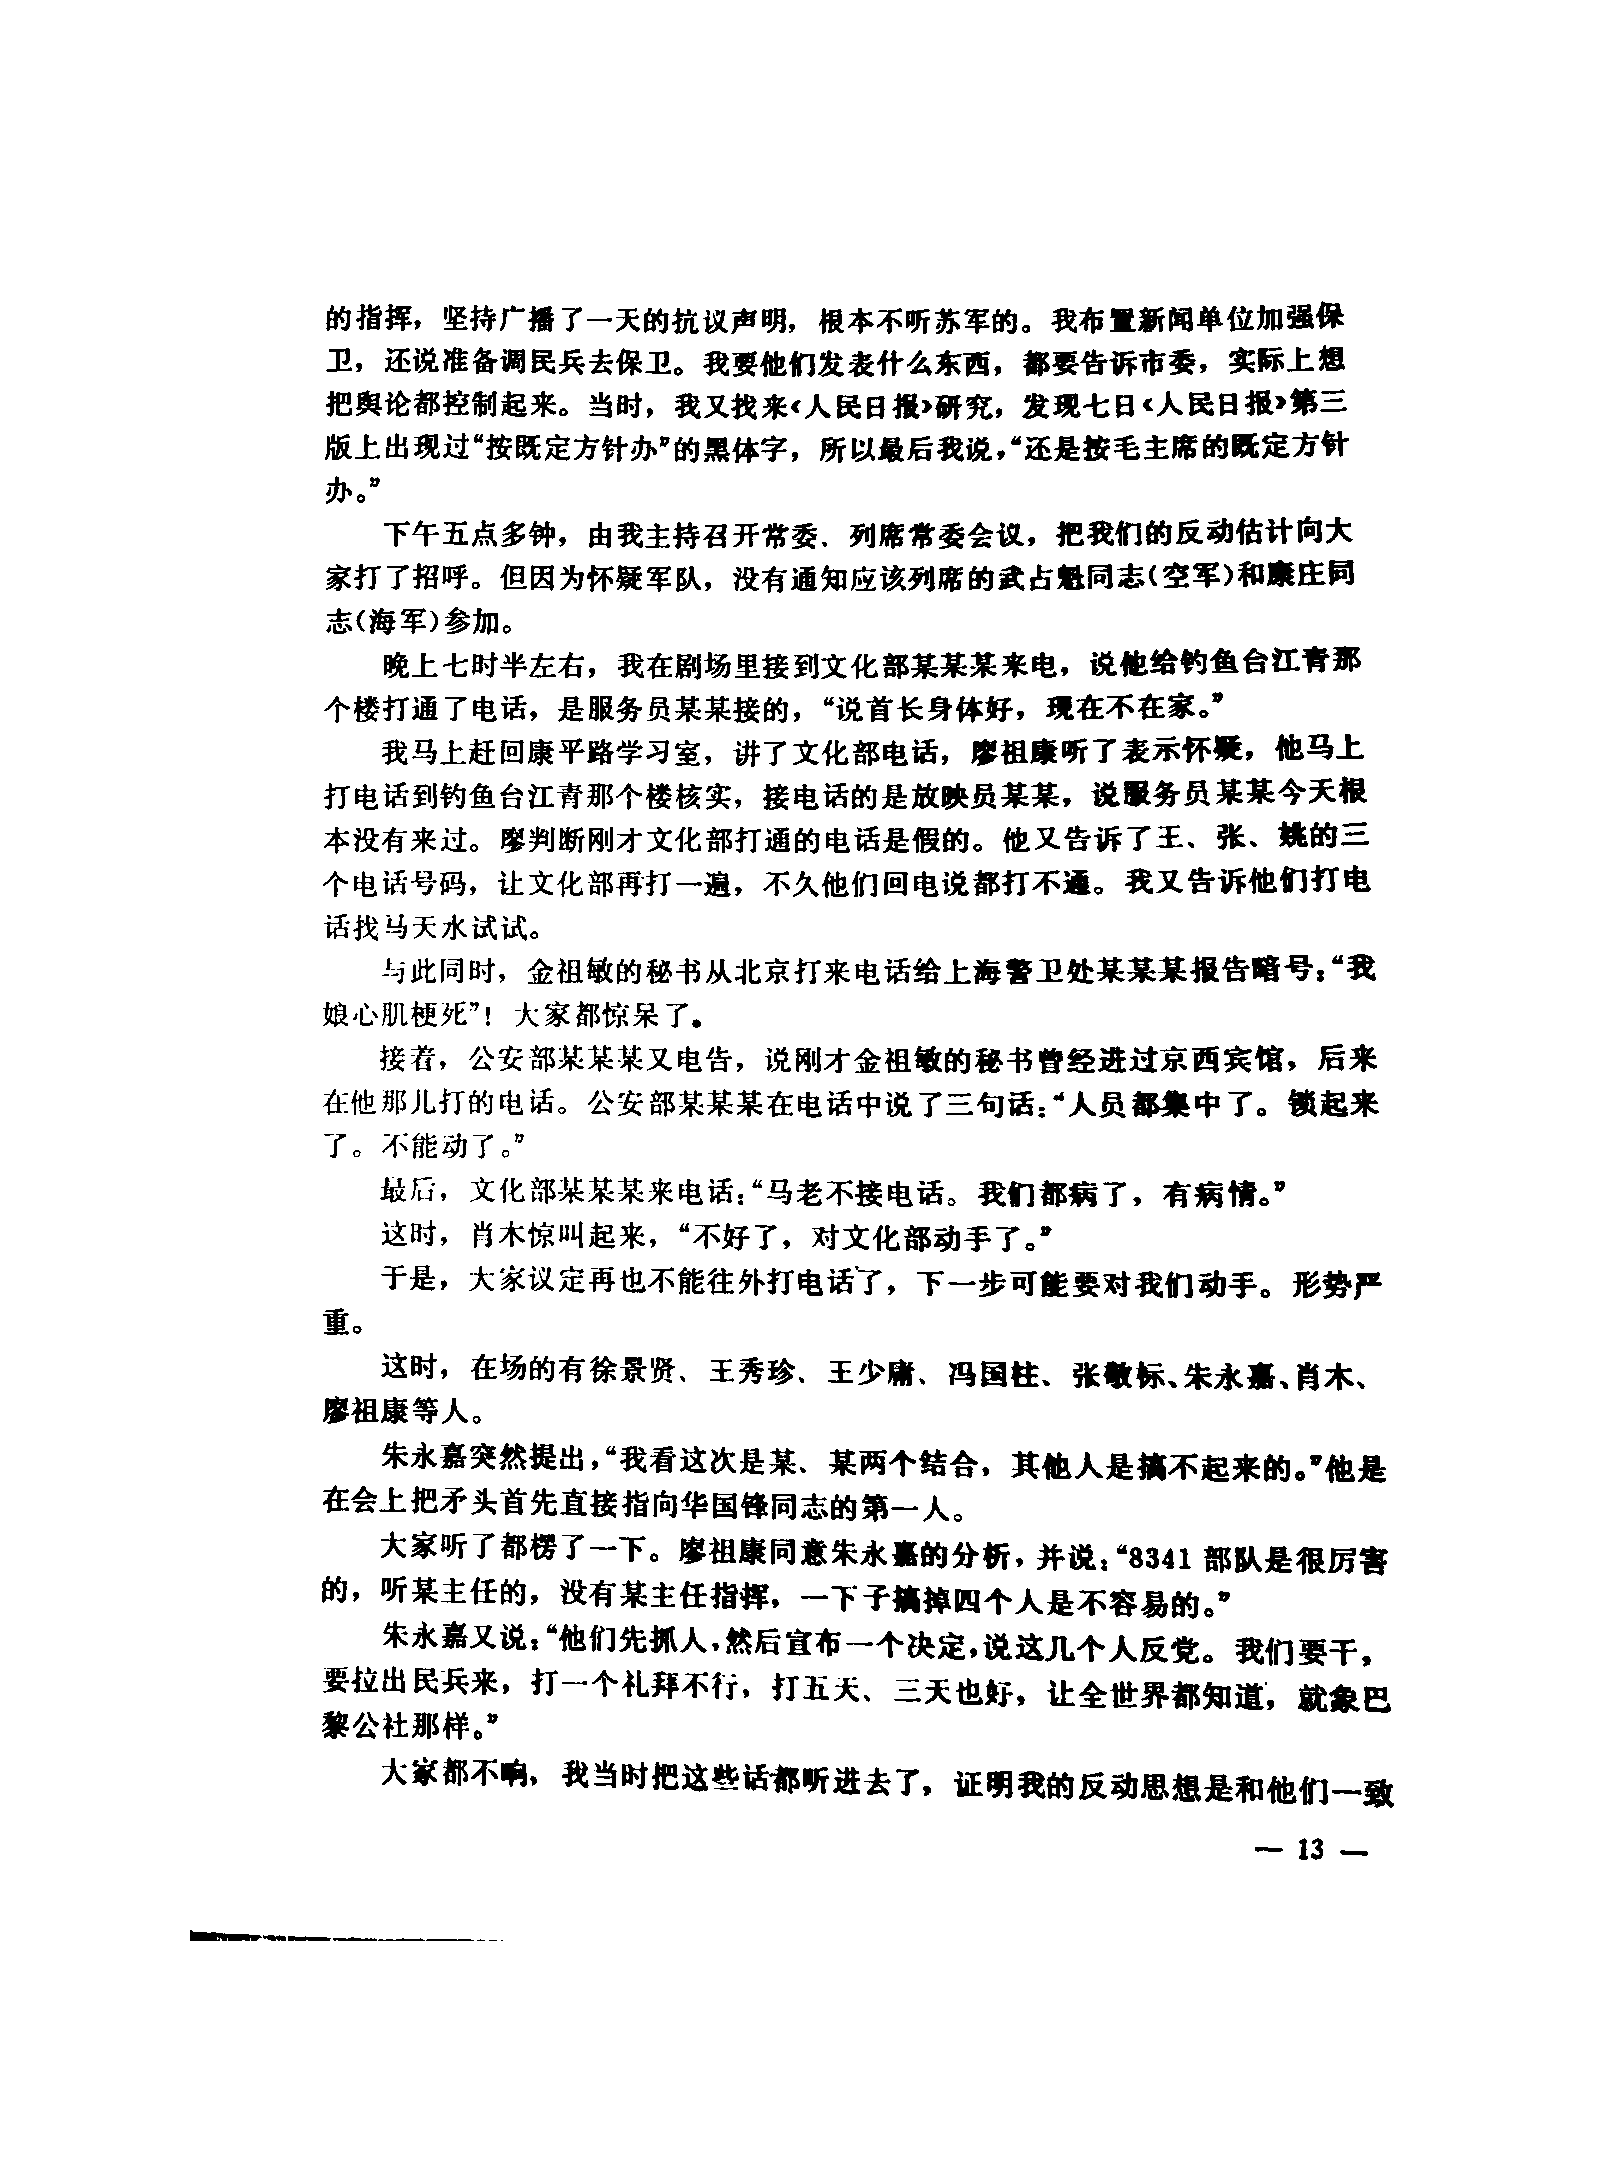 的指挥，坚持广播了一天的抗议声明，根本不听苏军的。我布置新闻单位加强保
卫，还说准备调民兵去保卫。我要他们发表什么东西，都要告诉市委，实际上想
把舆论都控制起来。当时，我又找来《人民日报》研究，发现七日《人民日报》第三
版上出现过“按既定方针办”的黑体字，所以最后我说，“还是按毛主席的既定方针
办。”
下午五点多钟，由我主持召开常委、列席常委会议，把我们的反动估计向大
家打了招呼。但因为怀疑军队，没有通知应该列席的武占魁同志（空军）和康庄同
志（海军）参加。
晚上七时半左右，我在剧场里接到文化部某某某来电，说他给钓鱼台江青那
个楼打通了电话，是服务员某某接的，“说首长身体好，现在不在家。”
我马上赶回康平路学习室，讲了文化部电话，廖祖康听了表示怀疑，他马上
打电话到钓鱼台江青那个楼核实，接电话的是放映员某某，说服务员某某今天根
本没有来过。廖判断刚才文化部打通的电话是假的。他又告诉了王、张、姚的三
个电话号码，让文化部再打一遍，不久他们回电说都打不通。我又告诉他们打电
话找马天水试试。
与此同时，金祖敏的秘书从北京打来电话给上海警卫处某某某报告暗号：“我
娘心肌梗死”！大家都惊呆了。
接着，公安部某某某又电告，说刚才金祖敏的秘书曾经进过京西宾馆，后来
在他那儿打的电话。公安部某某某在电话中说了三句话：“人员都集中了。锁起来
了。不能动了。”
最后，文化部某某某来电话：“马老不接电话。我们都病了，有病情。”
这时，肖木惊叫起来，“不好了，对文化部动手了。”
于是，大家议定再也不能往外打电话了，下一步可能要对我们动手。形势严
重。
这时，在场的有徐景贤、王秀珍、王少庸、冯国柱、张敬标、朱永嘉、肖木、
廖祖康等人。
朱永嘉突然提出，“我看这次是某、某两个结合，其他人是搞不起来的。”他是
在会上把矛头首先直接指向华国锋同志的第一人。
大家听了都楞了一下。廖祖康同意朱永嘉的分析，并说：“8341部队是很厉害
的，听某主任的，没有某主任指挥，一下子搞掉四个人是不容易的。”
朱永嘉又说：“他们先抓人，然后宣布一个决定，说这几个人反党。我们要干，
要拉出民兵来，打一个礼拜不行，打五天、三天也好，让全世界都知道，就象巴
黎公社那样。”
大家都不响，我当时把这些话都听进去了，证明我的反动思想是和他们一致
— 13 —